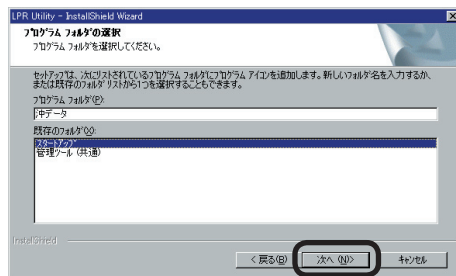 LPR Utility - InstallShield Wizard
ﾌﾟﾛｸﾞﾗﾑ ﾌｫﾙﾀﾞの選択
ﾌﾟﾛｸﾞﾗﾑ ﾌｫﾙﾀﾞを選択してください。
ｾｯﾄｱｯﾌﾟは、次にﾘｽﾄされているﾌﾟﾛｸﾞﾗﾑ ﾌｫﾙﾀﾞにﾌﾟﾛｸﾞﾗﾑ ｱｲｺﾝを追加します。新しいﾌｫﾙﾀﾞ名を入力するか、
または既存のﾌｫﾙﾀﾞ ﾘｽﾄから1つを選択することもできます。
ﾌﾟﾛｸﾞﾗﾑ ﾌｫﾙﾀﾞ(P):
沖データ
既存のﾌｫﾙﾀﾞ(X):
スタートアップ
管理ツール (共通)
InstallShield
< 戻る(B)
次へ (N)>
ｷｬﾝｾﾙ